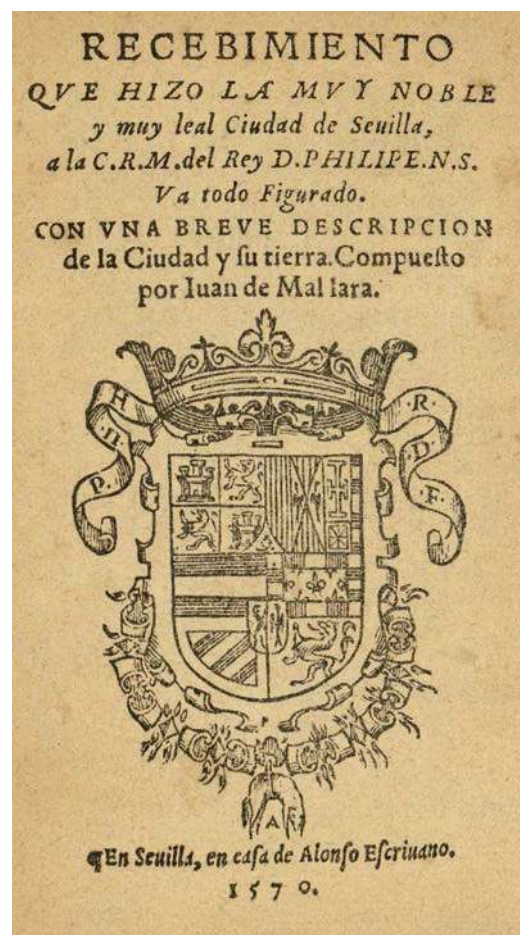 RECEBIMIENTO
QVE HIZO LA MVY NOBLE
y muy leal Ciudad de Seuilla,
a la C.R.M.del Rey D.PHILIPE.N.S.
Va todo Figurado.
CON VNA BREVE DESCRIPCION
de la Ciudad y ſu tierra.Compueſto
por Iuan de Mal lara.
H
.R.
.II.
.D.
P.
F.
A
¶En Seuilla, en caſa de Alonſo Eſcriuano.
1570.